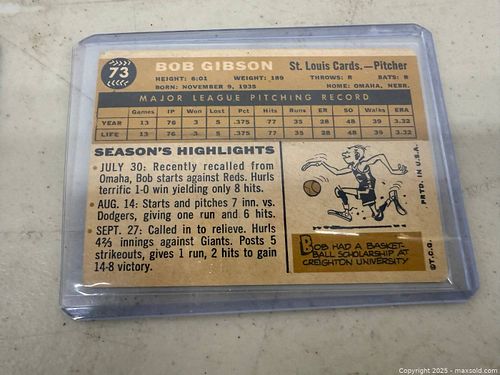 73
BOB GIBSON St. Louis Cards.—Pitcher
HEIGHT: 6:01 WEIGHT: 189 THROWS: R BATS: R
BORN: NOVEMBER 9, 1935 HOME: OMAHA, NEBR.
MAJOR LEAGUE PITCHING RECORD
Games IP Won Lost Pct. Hits Runs ER SO Walks ERA
YEAR 13 76 3 5 .375 77 35 28 48 39 3.32
LIFE 13 76 3 5 .375 77 35 28 48 39 3.32
SEASON'S HIGHLIGHTS
• JULY 30: Recently recalled from
Omaha, Bob starts against Reds. Hurls
terrific 1-0 win yielding only 8 hits.
• AUG. 14: Starts and pitches 7 inn. vs.
Dodgers, giving one run and 6 hits.
• SEPT. 27: Called in to relieve. Hurls
4⅔ innings against Giants. Posts 5
strikeouts, gives 1 run, 2 hits to gain
14-8 victory.
BOB HAD A BASKET-
BALL SCHOLARSHIP AT
CREIGHTON UNIVERSITY
©T.C.G. PRTD. IN U.S.A.
Copyright 2025 - maxsold.com